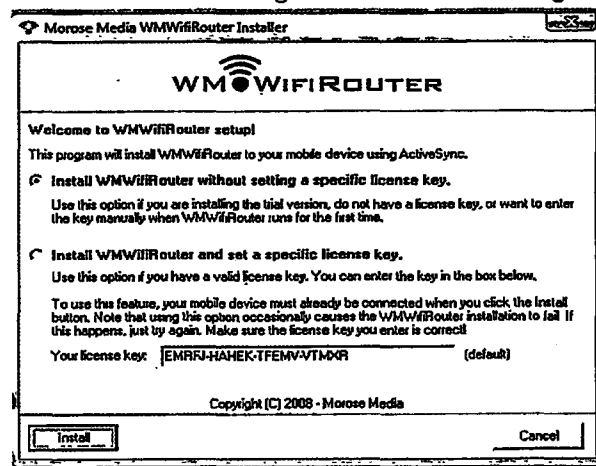 Morose Media WMWifiRouter Installer
WMWIFIROUTER
Welcome to WMWifiRouter setup!
This program will install WMWifiRouter to your mobile device using ActiveSync.
Install WMWifiRouter without setting a specific license key.
Use this option if you are installing the trial version, do not have a license key, or want to enter
the key manually when WMWifiRouter runs for the first time.
Install WMWifiRouter and set a specific license key.
Use this option if you have a valid license key. You can enter the key in the box below.
To use this feature, your mobile device must already be connected when you click the Install
button. Note that using this option occasionally causes the WMWifiRouter installation to fail. If
this happens, just try again. Make sure the license key you enter is correct!
Your license key: EMRFJ-HAHEK-TFEMV-VTMXR (default)
Copyright (C) 2008 - Morose Media
Install Cancel